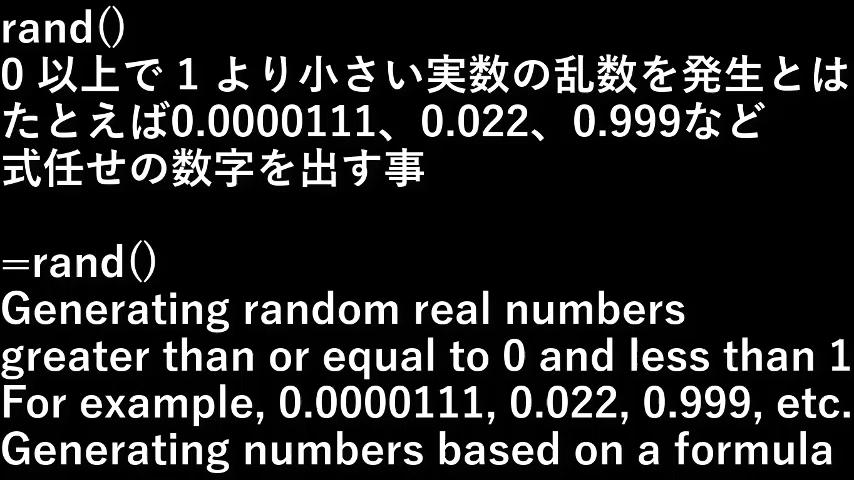 rand()
0 以上で 1 より小さい実数の乱数を発生とは
たとえば0.0000111、0.022、0.999など
式任せの数字を出す事
=rand()
Generating random real numbers
greater than or equal to 0 and less than 1
For example, 0.0000111, 0.022, 0.999, etc.
Generating numbers based on a formula